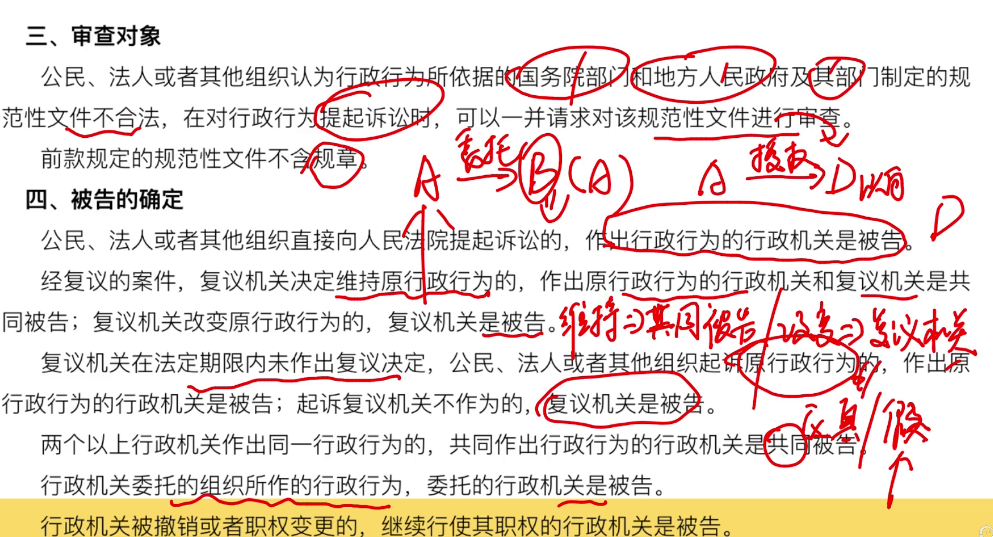 三、审查对象
公民、法人或者其他组织认为行政行为所依据的国务院部门和地方人民政府及其部门制定的规
范性文件不合法，在对行政行为提起诉讼时，可以一并请求对该规范性文件进行审查。
前款规定的规范性文件不含规章。
A 委托 B (A) A 授权 D 以自
四、被告的确定
D
公民、法人或者其他组织直接向人民法院提起诉讼的，作出行政行为的行政机关是被告。
经复议的案件，复议机关决定维持原行政行为的，作出原行政行为的行政机关和复议机关是共
同被告；复议机关改变原行政行为的，复议机关是被告。
维持⇒共同被告/改变⇒复议机关
复议机关在法定期限内未作出复议决定，公民、法人或者其他组织起诉原行政行为的，作出原
行政行为的行政机关是被告；起诉复议机关不作为的，复议机关是被告。
两个以上行政机关作出同一行政行为的，共同作出行政行为的行政机关是共同被告。
行政机关委托的组织所作的行政行为，委托的行政机关是被告。
行政机关被撤销或者职权变更的，继续行使其职权的行政机关是被告。